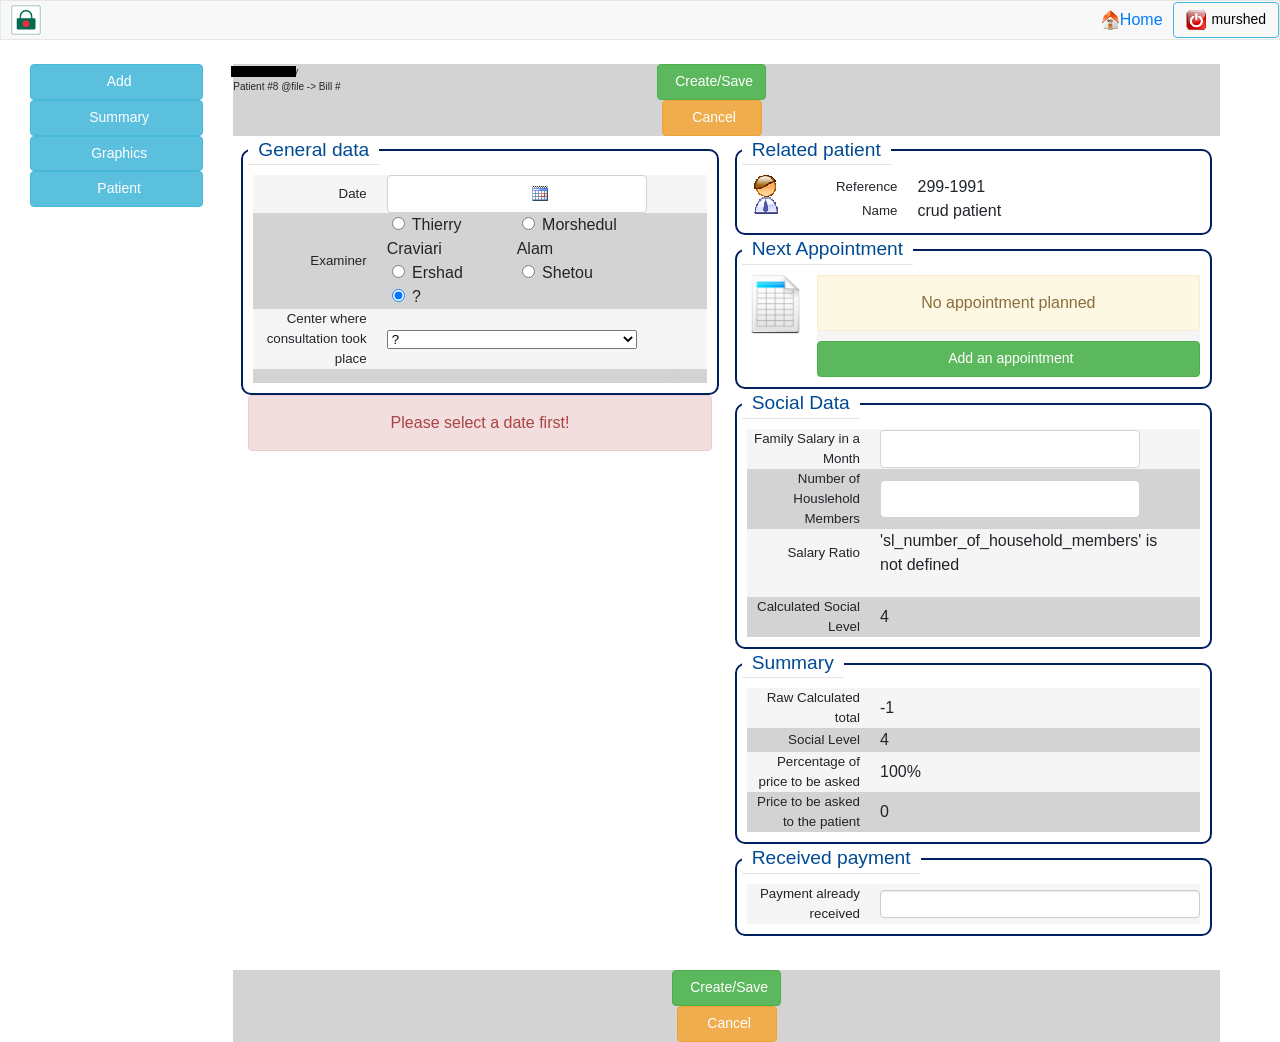 Home
murshed
Add
Summary
Graphics
Patient
Patient #8 @file -> Bill #
Create/Save
Cancel
General data
Date
Examiner
Thierry Craviari
Morshedul Alam
Ershad
Shetou
?
Center where
consultation took
place
?
Please select a date first!
Related patient
Reference
299-1991
Name
crud patient
Next Appointment
No appointment planned
Add an appointment
Social Data
Family Salary in a
Month
Number of
Houslehold
Members
Salary Ratio
'sl_number_of_household_members' is
not defined
Calculated Social
Level
4
Summary
Raw Calculated
total
-1
Social Level
4
Percentage of
price to be asked
100%
Price to be asked
to the patient
0
Received payment
Payment already
received
Create/Save
Cancel